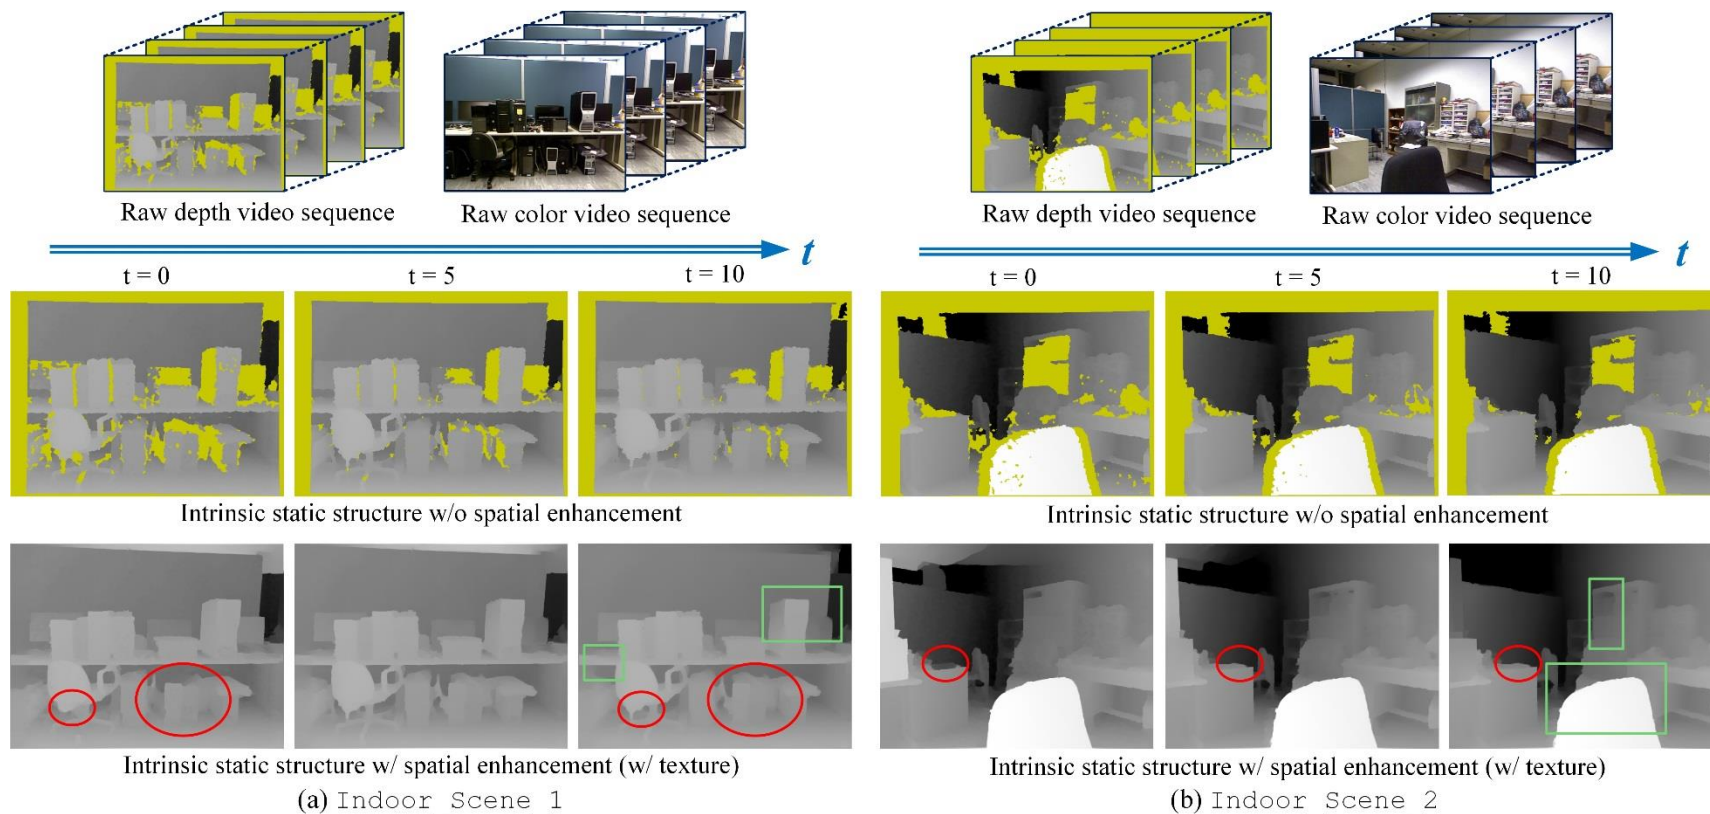 Raw depth video sequence
Raw color video sequence
t
t = 0
t = 5
t = 10
Intrinsic static structure w/o spatial enhancement
Intrinsic static structure w/ spatial enhancement (w/ texture)
(a) Indoor Scene 1
Raw depth video sequence
Raw color video sequence
t
t = 0
t = 5
t = 10
Intrinsic static structure w/o spatial enhancement
Intrinsic static structure w/ spatial enhancement (w/ texture)
(b) Indoor Scene 2